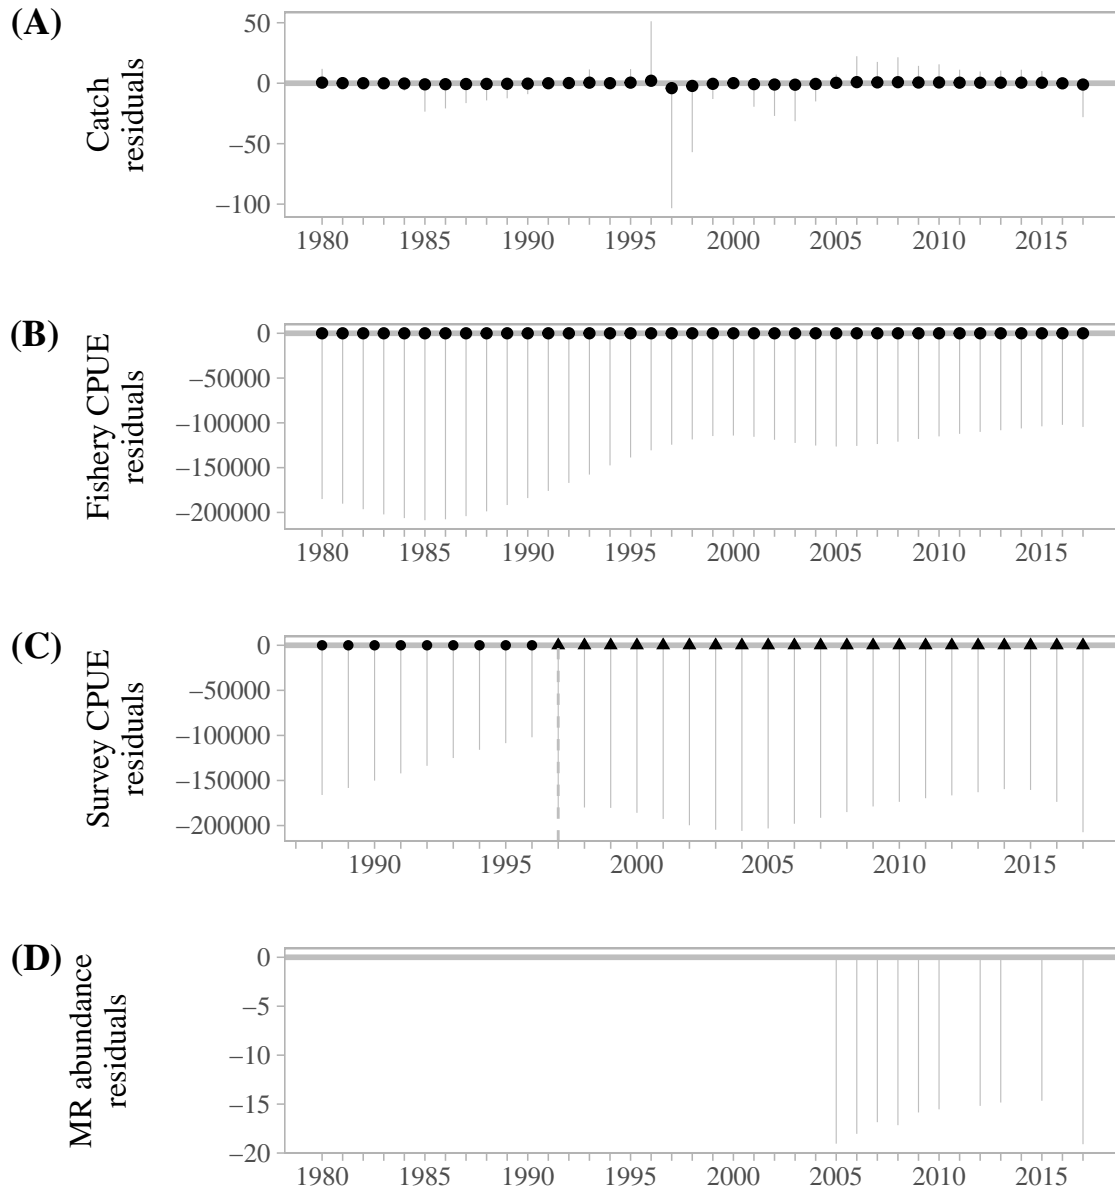 (A)
Catch
residuals
50
0
–50
–100
1980 1985 1990 1995 2000 2005 2010 2015
(B)
Fishery CPUE
residuals
0
–50000
–100000
–150000
–200000
1980 1985 1990 1995 2000 2005 2010 2015
(C)
Survey CPUE
residuals
0
–50000
–100000
–150000
–200000
1990 1995 2000 2005 2010 2015
(D)
MR abundance
residuals
0
–5
–10
–15
–20
1980 1985 1990 1995 2000 2005 2010 2015